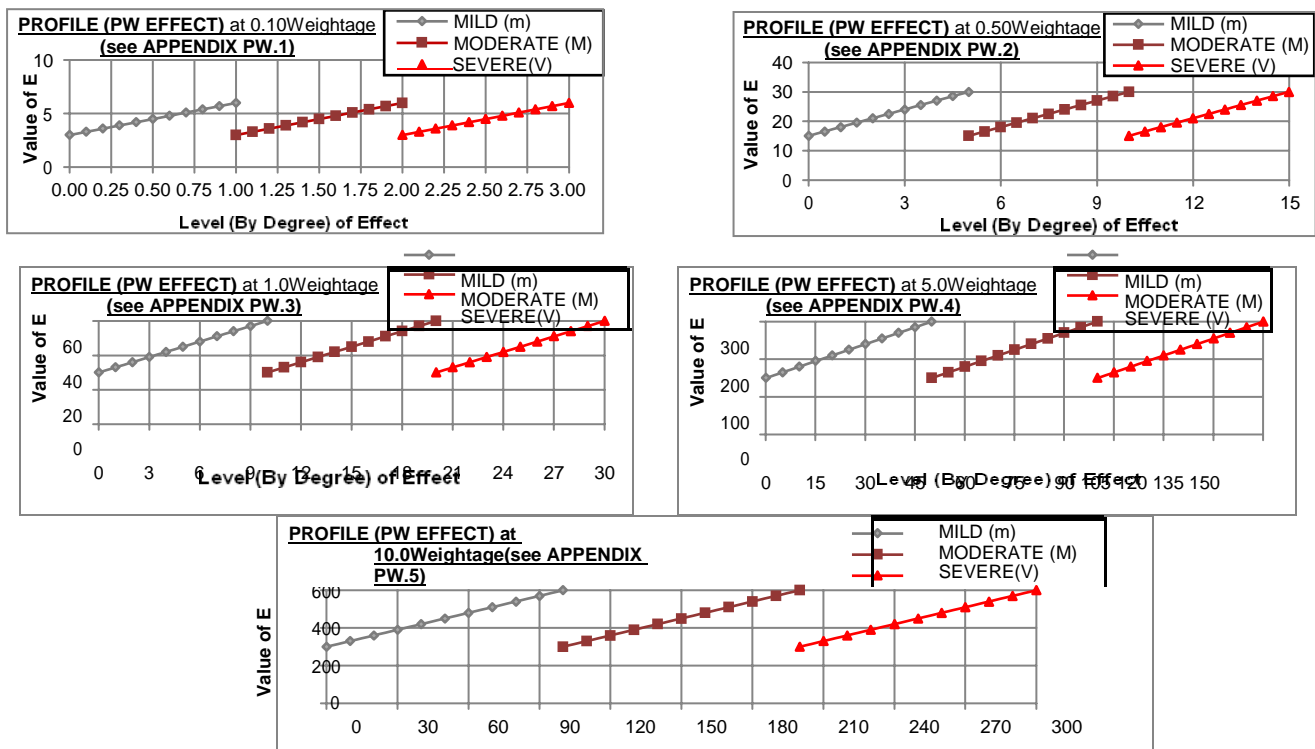 PROFILE (PW EFFECT) at 0.10Weightage
(see APPENDIX PW.1)
MILD (m)
MODERATE (M)
SEVERE(V)
Value of E
10
5
0
0.00 0.25 0.50 0.75 1.00 1.25 1.50 1.75 2.00 2.25 2.50 2.75 3.00
Level (By Degree) of Effect
PROFILE (PW EFFECT) at 0.50Weightage
(see APPENDIX PW.2)
MILD (m)
MODERATE (M)
SEVERE (V)
Value of E
40
30
20
10
0
0 3 6 9 12 15
Level (By Degree) of Effect
PROFILE (PW EFFECT) at 1.0Weightage
(see APPENDIX PW.3)
MILD (m)
MODERATE (M)
SEVERE(V)
Value of E
60
40
20
0
0 3 6 9 12 15 18 21 24 27 30
Level (By Degree) of Effect
PROFILE (PW EFFECT) at 5.0Weightage
(see APPENDIX PW.4)
MILD (m)
MODERATE (M)
SEVERE (V)
Value of E
300
200
100
0
0 15 30 45 60 75 90 105 120 135 150
Level (By Degree) of Effect
PROFILE (PW EFFECT) at
10.0Weightage(see APPENDIX
PW.5)
MILD (m)
MODERATE (M)
SEVERE(V)
Value of E
600
400
200
0
0 30 60 90 120 150 180 210 240 270 300